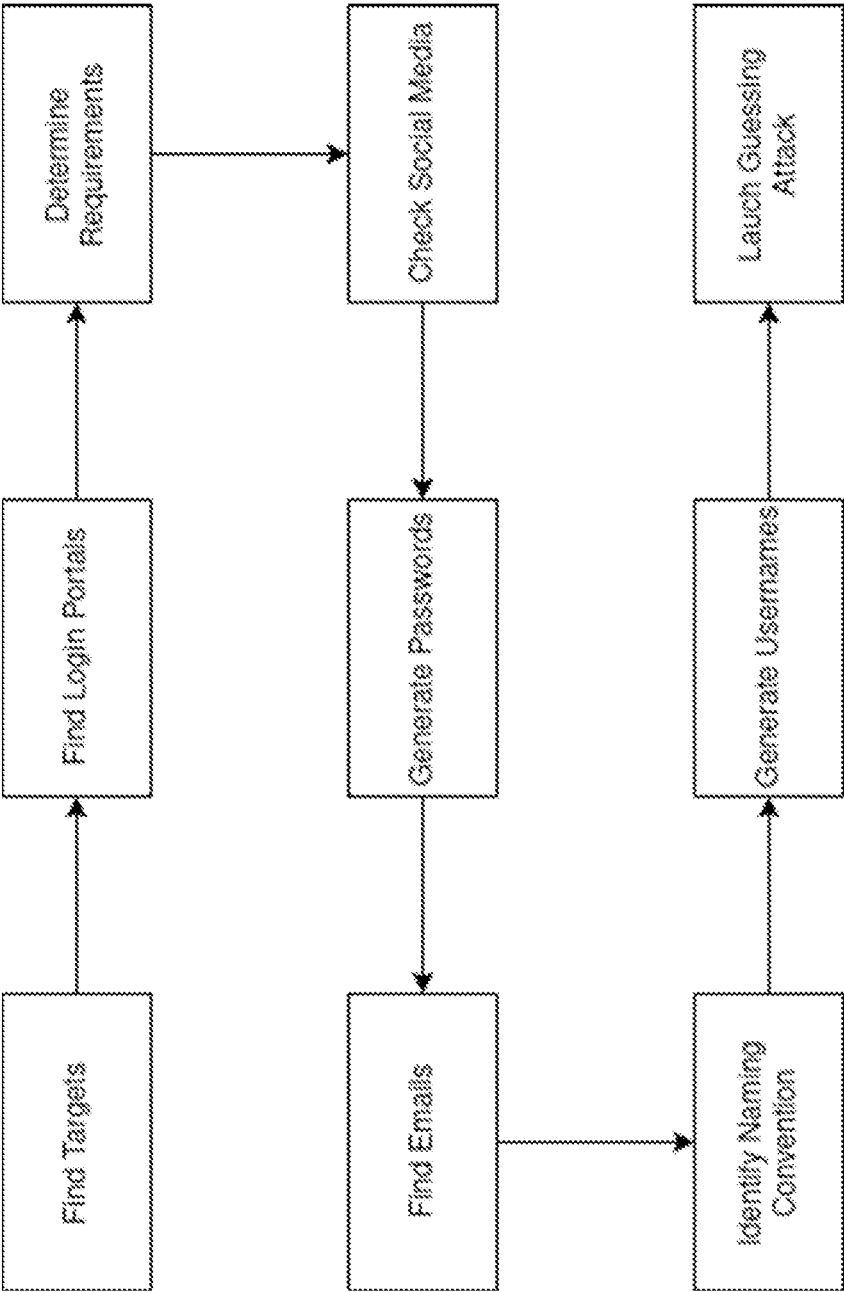 Find Targets
Find Login Portals
Determine
Requirements
Check Social Media
Generate Passwords
Find Emails
Identify Naming
Convention
Generate Usernames
Lauch Guessing
Attack